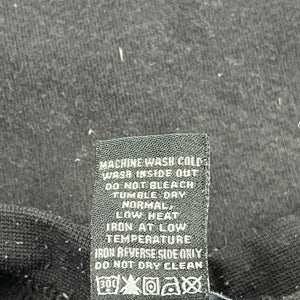 MACHINE WASH COLD
WASH INSIDE OUT
DO NOT BLEACH
TUMBLE-DRY
NORMAL,
LOW HEAT
IRON AT LOW
TEMPERATURE
IRON REVERSE SIDE ONLY
DO NOT DRY CLEAN